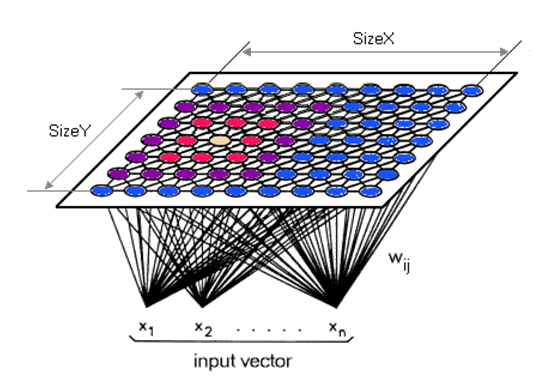 SizeX
SizeY
wij
x1 x2 . . . . . xn
input vector